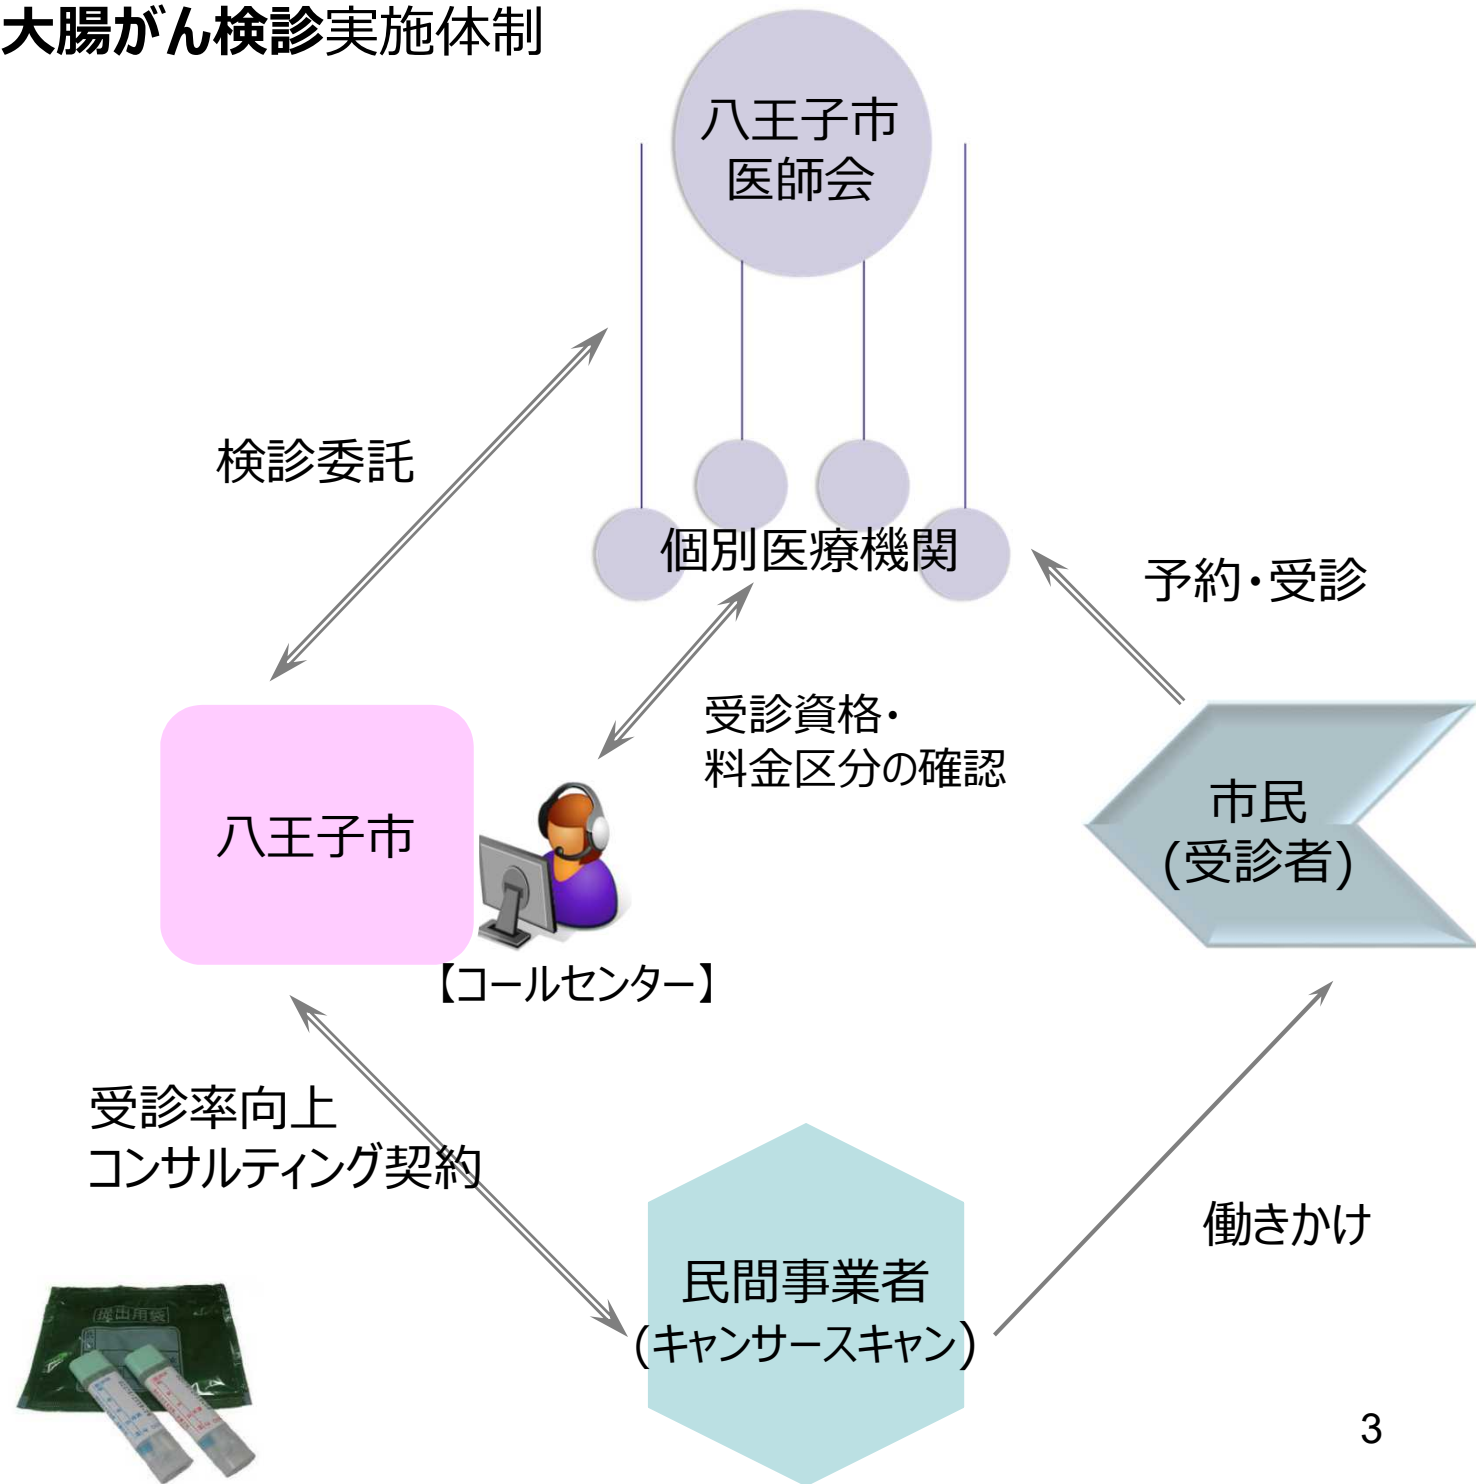 大腸がん検診実施体制
八王子市
医師会
検診委託
個別医療機関
予約・受診
受診資格・
料金区分の確認
八王子市
市民
(受診者)
【コールセンター】
受診率向上
コンサルティング契約
働きかけ
民間事業者
(キャンサースキャン)
提出用袋
3